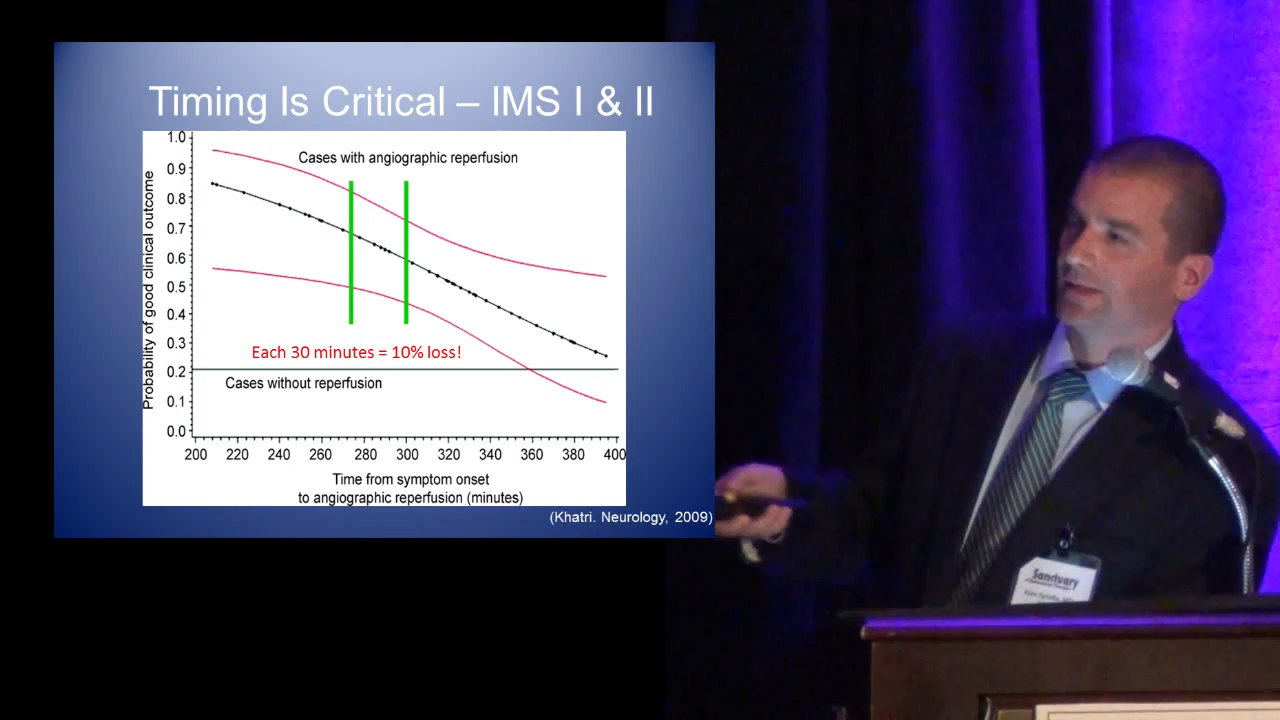 Timing Is Critical – IMS I & II
Probability of good clinical outcome
1.0
0.9
0.8
0.7
0.6
0.5
0.4
0.3
0.2
0.1
0.0
Cases with angiographic reperfusion
Each 30 minutes = 10% loss!
Cases without reperfusion
200 220 240 260 280 300 320 340 360 380 400
Time from symptom onset
to angiographic reperfusion (minutes)
(Khatri. Neurology, 2009)
Sanctuary